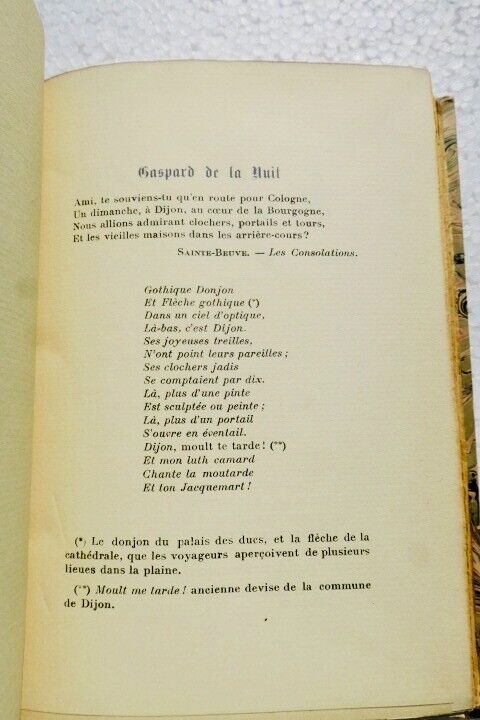 Gaspard de la Nuit
Ami, te souviens-tu qu'en route pour Cologne,
Un dimanche, à Dijon, au cœur de la Bourgogne,
Nous allions admirant clochers, portails et tours,
Et les vieilles maisons dans les arrière-cours ?
SAINTE-BEUVE. — Les Consolations.
Gothique Donjon
Et Flèche gothique (*)
Dans un ciel d'optique,
Là-bas, c'est Dijon.
Ses joyeuses treilles,
N'ont point leurs pareilles ;
Ses clochers jadis
Se comptaient par dix.
Là, plus d'une pinte
Est sculptée ou peinte ;
Là, plus d'un portail
S'ouvre en éventail.
Dijon, moult te tarde ! (**)
Et mon luth camard
Chante la moutarde
Et ton Jacquemart !
(*) Le donjon du palais des ducs, et la flèche de la
cathédrale, que les voyageurs aperçoivent de plusieurs
lieues dans la plaine.
(**) Moult me tarde ! ancienne devise de la commune
de Dijon.